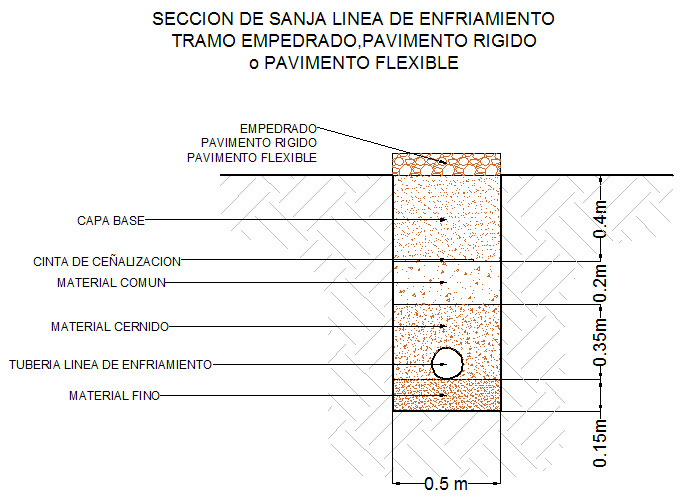 SECCION DE SANJA LINEA DE ENFRIAMIENTO
TRAMO EMPEDRADO,PAVIMENTO RIGIDO
o PAVIMENTO FLEXIBLE
EMPEDRADO
PAVIMENTO RIGIDO
PAVIMENTO FLEXIBLE
CAPA BASE
CINTA DE CEÑALIZACION
MATERIAL COMUN
MATERIAL CERNIDO
TUBERIA LINEA DE ENFRIAMIENTO
MATERIAL FINO
0.4m
0.2m
0.35m
0.15m
0.5 m